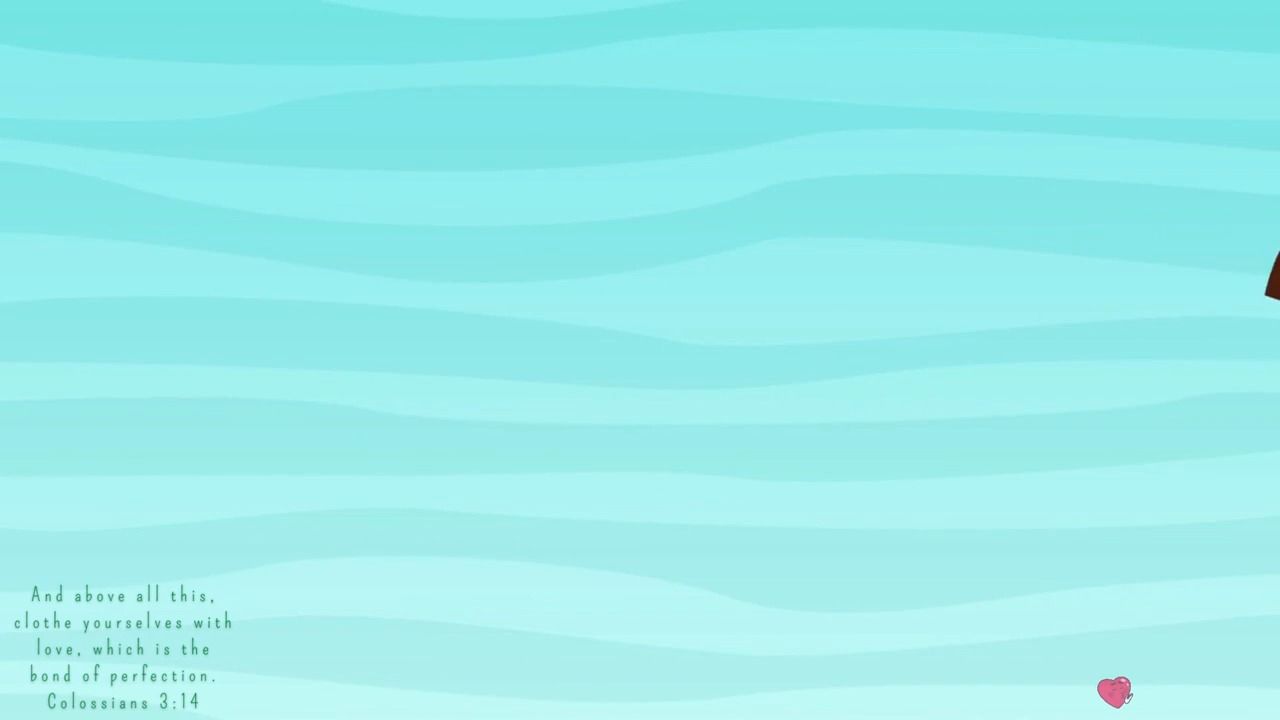 And above all this,
clothe yourselves with
love, which is the
bond of perfection.
Colossians 3:14